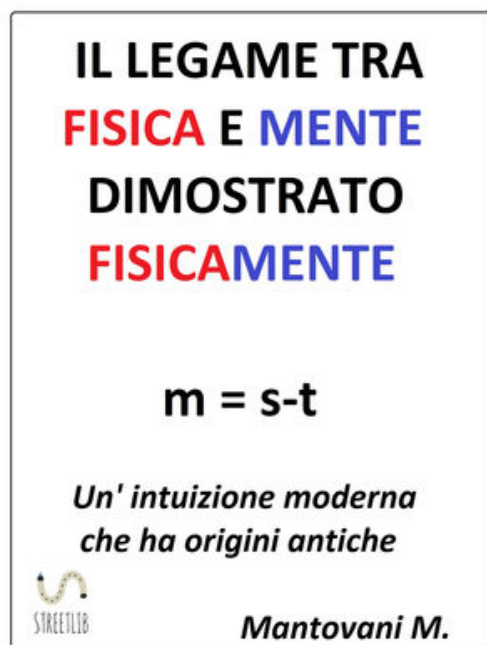 IL LEGAME TRA
FISICA E MENTE
DIMOSTRATO
FISICAMENTE
m = s-t
Un' intuizione moderna
che ha origini antiche
STREETLIB
Mantovani M.